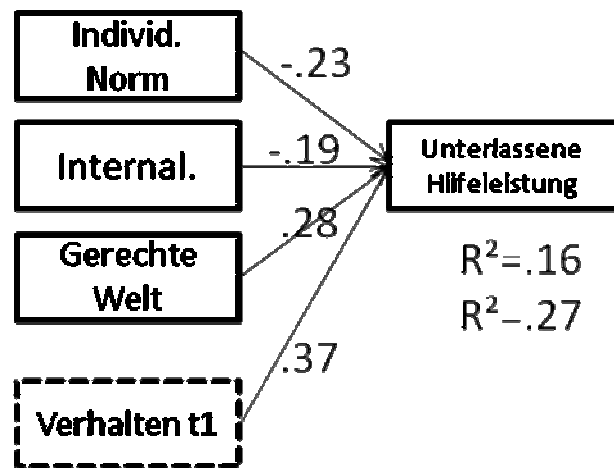 Individ.
Norm
-.23
Internal.
-.19
Unterlassene
Hilfeleistung
Gerechte
Welt
.28
R²=.16
R²=.27
.37
Verhalten t1